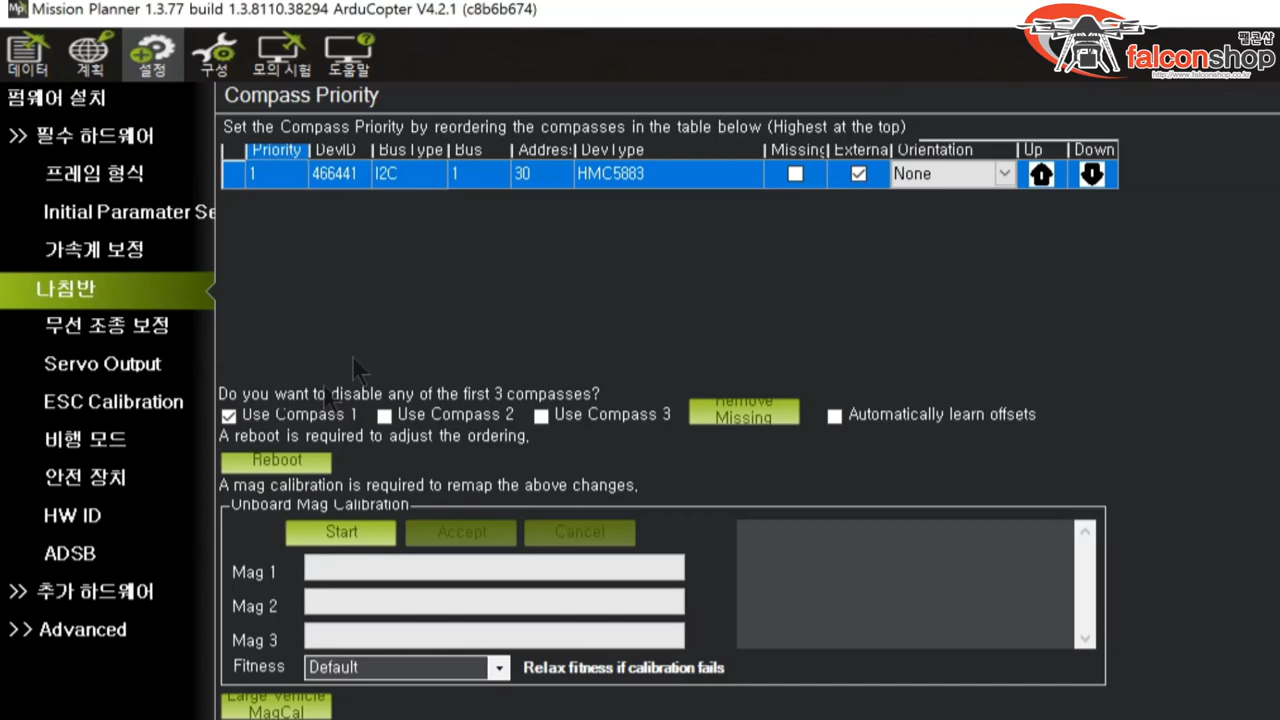 Mission Planner 1.3.77 build 1.3.8110.38294 ArduCopter V4.2.1 (c8b6b674)
데이터 계획 설정 구성 모의 시험 도움말
팰콘샵
falconshop
http://www.falconshop.co.kr
펌웨어 설치
>> 필수 하드웨어
프레임 형식
Initial Paramater Se
가속계 보정
나침반
무선 조종 보정
Servo Output
ESC Calibration
비행 모드
안전 장치
HW ID
ADSB
>> 추가 하드웨어
>> Advanced
Compass Priority
Set the Compass Priority by reordering the compasses in the table below (Highest at the top)
Priority DevID BusType Bus Address DevType Missing External Orientation Up Down
1 466441 I2C 1 30 HMC5883 None
Do you want to disable any of the first 3 compasses?
Use Compass 1 Use Compass 2 Use Compass 3 Remove Missing Automatically learn offsets
A reboot is required to adjust the ordering.
Reboot
A mag calibration is required to remap the above changes.
Onboard Mag Calibration
Start Accept Cancel
Mag 1
Mag 2
Mag 3
Fitness Default Relax fitness if calibration fails
Large Vehicle
MagCal